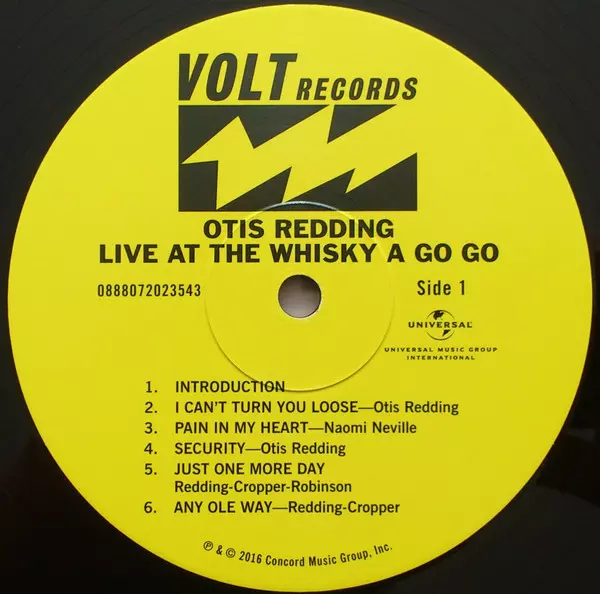 VOLT RECORDS
OTIS REDDING
LIVE AT THE WHISKY A GO GO
0888072023543
Side 1
UNIVERSAL
UNIVERSAL MUSIC GROUP
INTERNATIONAL
1. INTRODUCTION
2. I CAN'T TURN YOU LOOSE—Otis Redding
3. PAIN IN MY HEART—Naomi Neville
4. SECURITY—Otis Redding
5. JUST ONE MORE DAY
Redding-Cropper-Robinson
6. ANY OLE WAY—Redding-Cropper
℗ & © 2016 Concord Music Group, Inc.